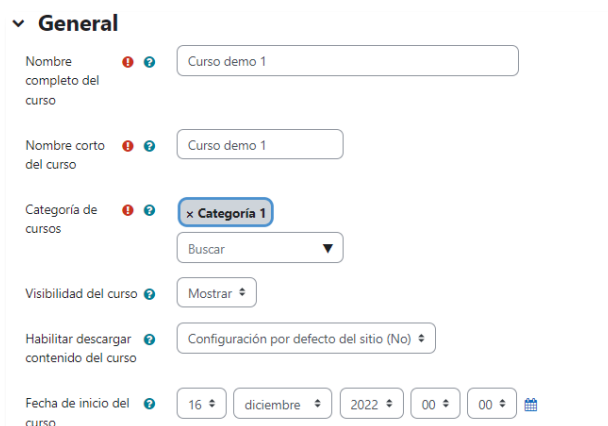 General
Nombre completo del curso
Curso demo 1
Nombre corto del curso
Curso demo 1
Categoría de cursos
× Categoría 1
Buscar
Visibilidad del curso
Mostrar
Habilitar descargar contenido del curso
Configuración por defecto del sitio (No)
Fecha de inicio del curso
16 diciembre 2022 00 00